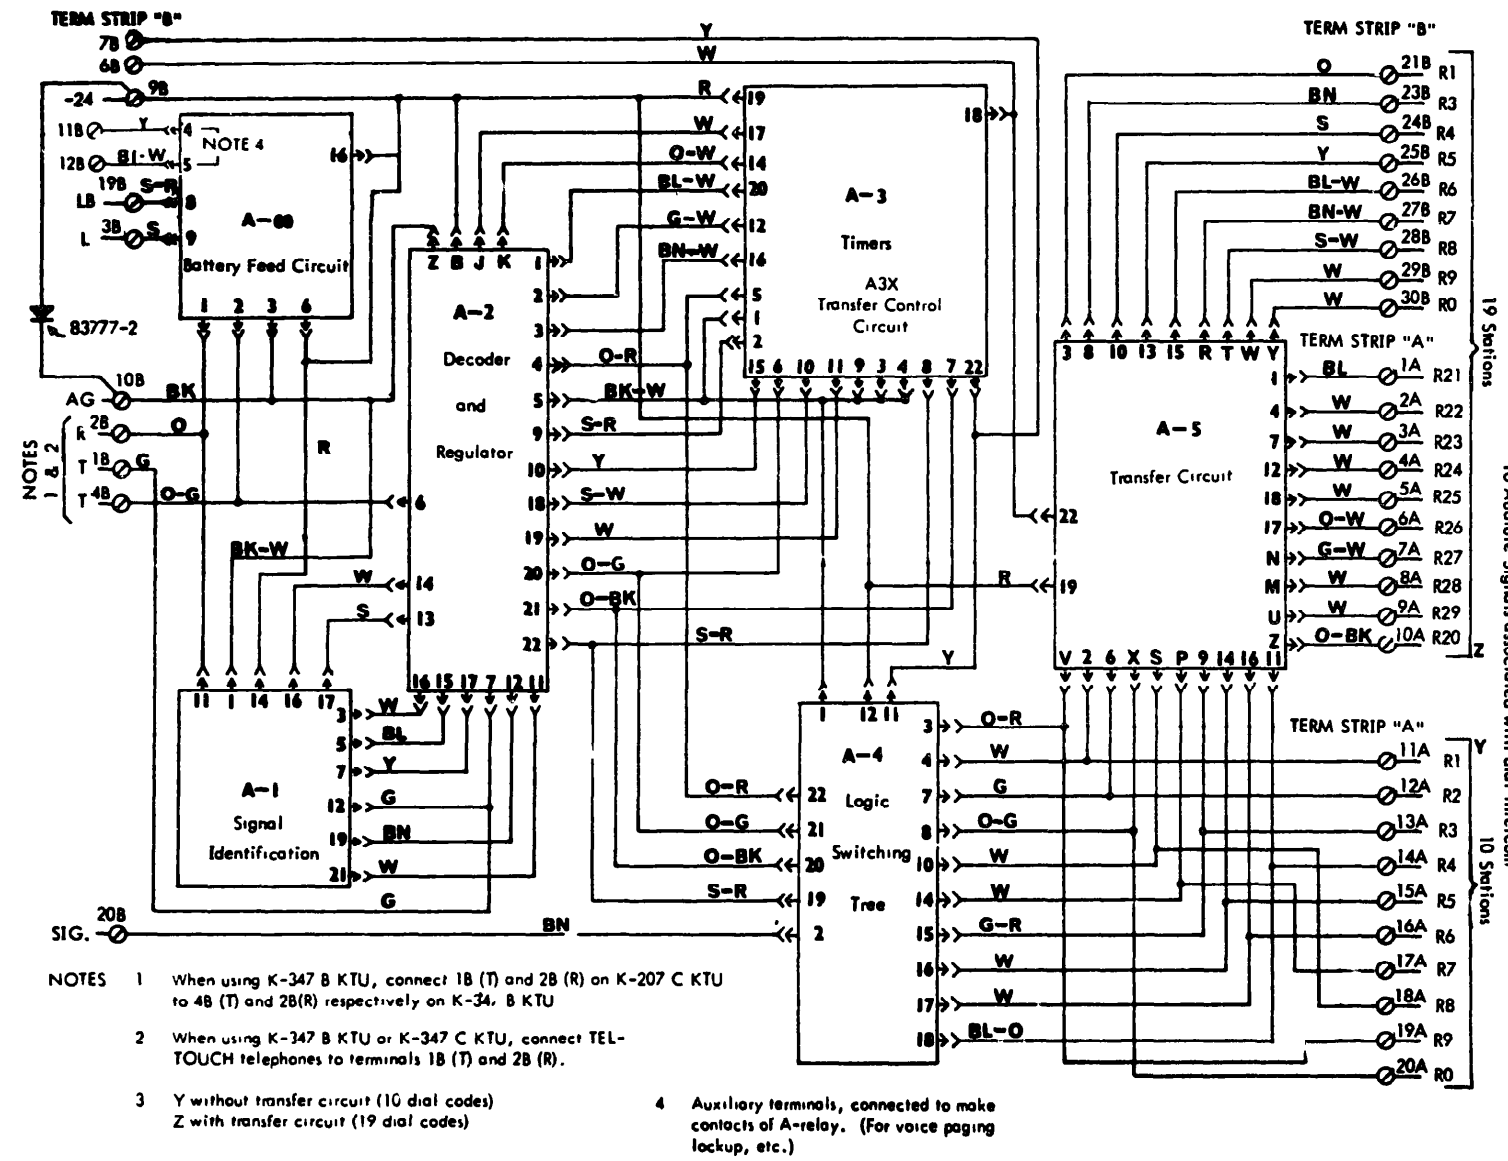 TERM STRIP "B"
7B
6B
-24
9B
11B
12B
19B
LB
3B
L
Y
BL-W
S-R
S
4
5
8
9
NOTE 4
16
A-60
Battery Feed Circuit
1 2 3 6
83777-2
10B
AG
BK
NOTES
1 & 2
R 2B
T 1B
T 4B
O
G
O-G
R
BK-W
W
S
11 1 14 16 17
A-1
Signal
Identification
3 W
5 BL
7 Y
12 G
19 BN
21 W
G
20B
SIG.
BN
Z B J K
A-2
Decoder
and
Regulator
6
14
13
1
2
3
4
5
9
10
18
19
20
21
22
16 15 17 7 12 11
Y
W
R
W
O-W
BL-W
G-W
BN-W
O-R
BK-W
S-R
Y
S-W
W
O-G
O-BK
S-R
19
17
14
20
12
16
5
1
2
18
A-3
Timers
A3X
Transfer Control
Circuit
15 6 10 11 9 3 4 8 7 22
R
Y
1 12 11
A-4
Logic
Switching
Tree
O-R 22
O-G 21
O-BK 20
S-R 19
2
3 O-R
4 W
7 G
8 O-G
10 W
14 W
15 G-R
16 W
17 W
18 BL-O
TERM STRIP "B"
O 21B R1
BN 23B R3
S 24B R4
Y 25B R5
BL-W 26B R6
BN-W 27B R7
S-W 28B R8
W 29B R9
W 30B R0
3 8 10 13 15 R T W Y
A-5
Transfer Circuit
22
19
TERM STRIP "A"
1 BL 1A R21
4 W 2A R22
7 W 3A R23
12 W 4A R24
18 W 5A R25
17 O-W 6A R26
N G-W 7A R27
M W 8A R28
U W 9A R29
Z O-BK 10A R20
V 2 6 X S P 9 14 16 11
19 Stations
Z
TERM STRIP "A"
Y
11A R1
12A R2
13A R3
14A R4
15A R5
16A R6
17A R7
18A R8
19A R9
20A R0
10 Stations
NOTES 1 When using K-347 B KTU, connect 1B (T) and 2B (R) on K-207 C KTU
to 4B (T) and 2B(R) respectively on K-34. B KTU
2 When using K-347 B KTU or K-347 C KTU, connect TEL-
TOUCH telephones to terminals 1B (T) and 2B (R).
3 Y without transfer circuit (10 dial codes)
Z with transfer circuit (19 dial codes)
4 Auxiliary terminals, connected to make
contacts of A-relay. (For voice paging
lockup, etc.)